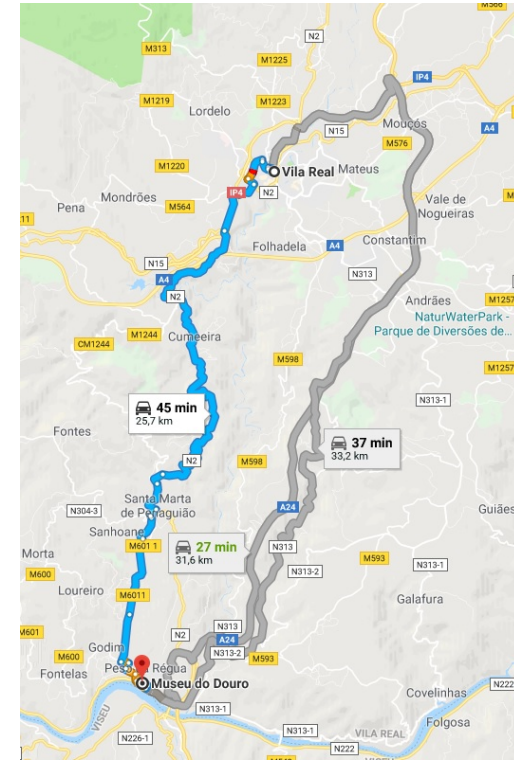 M566
N2
M313
M1225
IP4
M1219
M1223
Lordelo
N15
Mouçós
A4
M576
M1220
Vila Real
Mateus
IP4
N2
Mondrões
M564
Pena
Vale de
Nogueiras
11
Folhadela
A4
Constantim
N15
A4
N313
N2
Andrães
M1257
NaturWaterPark -
Parque de Diversões de...
M1244
CM1244
Cumeeira
M598
M1257
45 min
25,7 km
N313-1
Fontes
37 min
33,2 km
N2
M598
Santa Marta
de Penaguião
N304-3
A24
Guiães
Sanhoane
M601 1
27 min
31,6 km
N313
Morta
M593
N313-1
M600
N313-2
Loureiro
M6011
Galafura
M601
N313
N2
A24
Godim
N313-2
M600
M593
Fontelas
Peso da Régua
Museu do Douro
N222
Covelinhas
VISEU
N313-1
Folgosa
VILA REAL
N226-1
N222